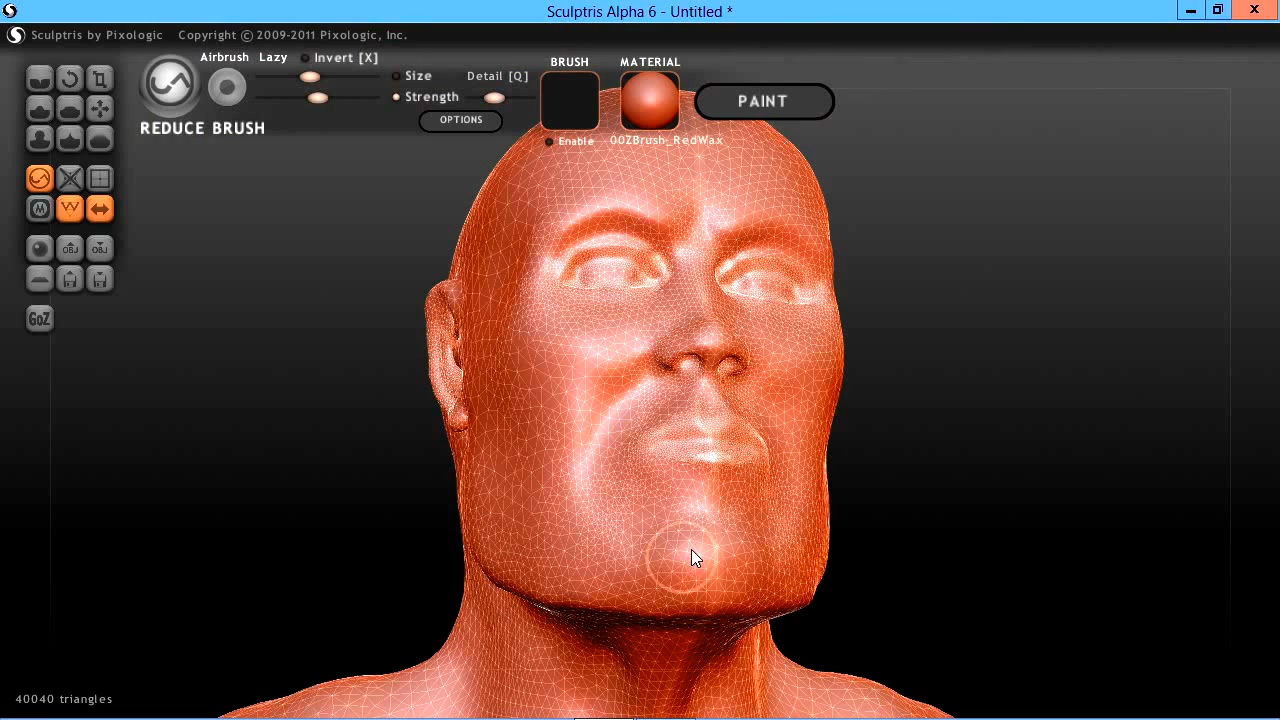 Sculptris Alpha 6 - Untitled *
Sculptris by Pixologic Copyright © 2009-2011 Pixologic, Inc.
Airbrush Lazy Invert [X]
Size Detail [Q]
Strength
OPTIONS
REDUCE BRUSH
BRUSH
Enable
MATERIAL
00ZBrush_RedWax
PAINT
OBJ OBJ
GoZ
40040 triangles